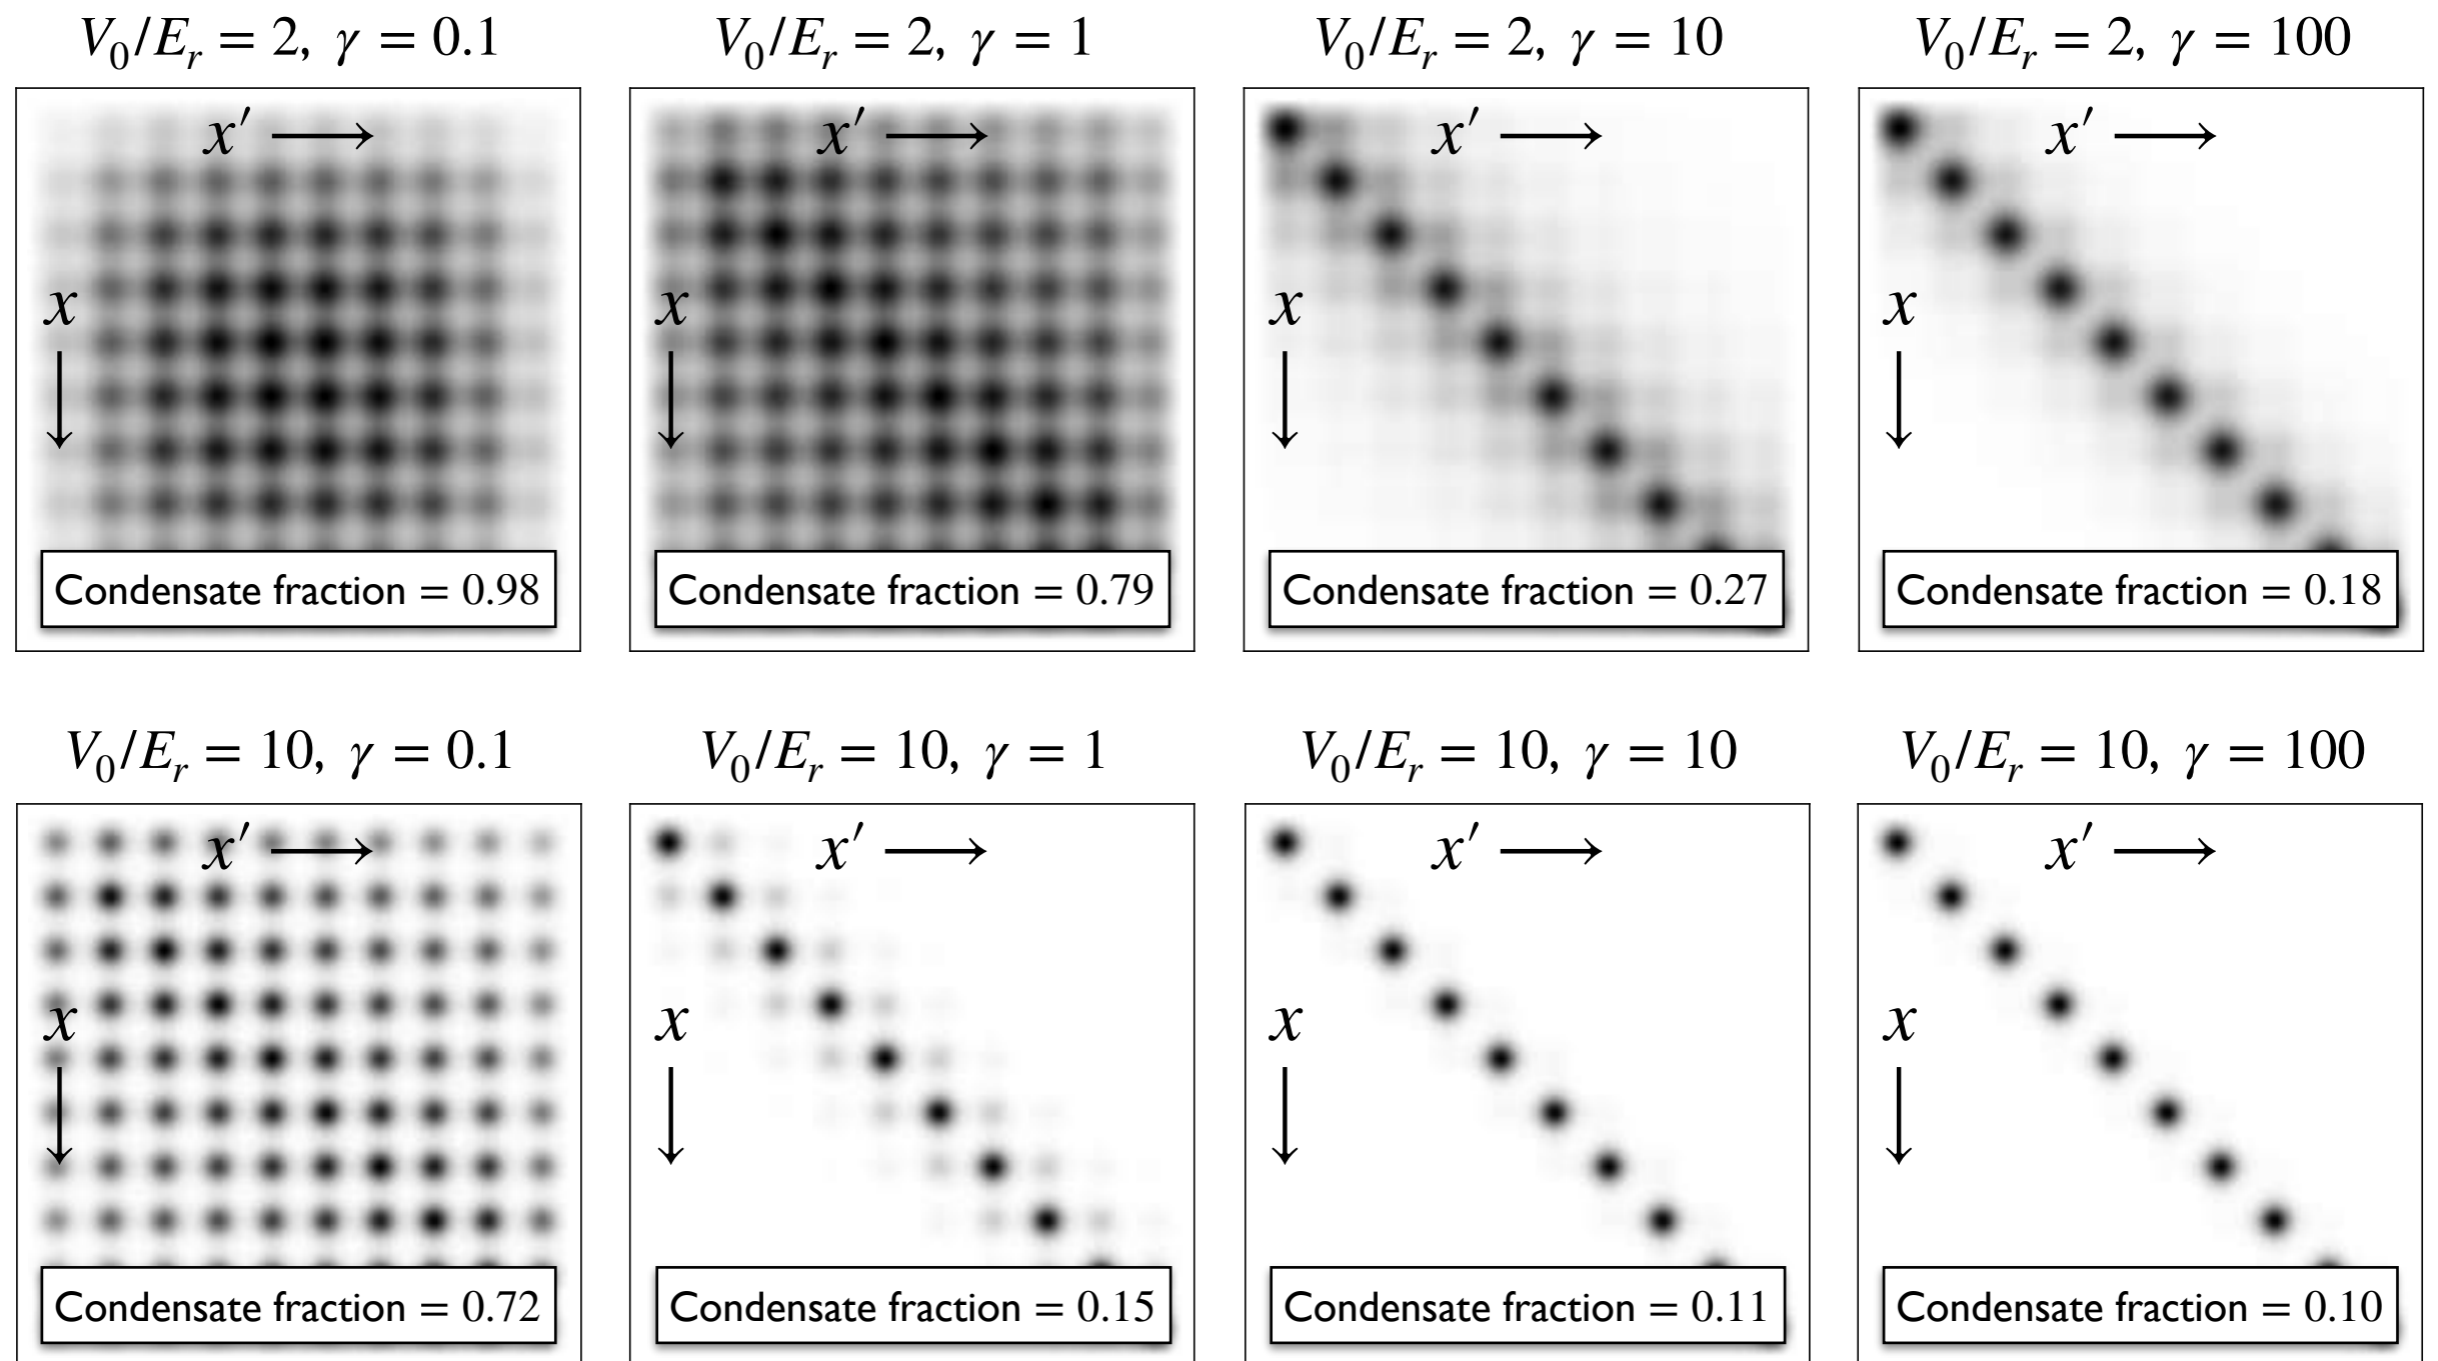 V₀/Eᵣ = 2, γ = 0.1
V₀/Eᵣ = 2, γ = 1
V₀/Eᵣ = 2, γ = 10
V₀/Eᵣ = 2, γ = 100
x′ ⟶
x′ ⟶
x′ ⟶
x′ ⟶
x
x
x
x
Condensate fraction = 0.98
Condensate fraction = 0.79
Condensate fraction = 0.27
Condensate fraction = 0.18
V₀/Eᵣ = 10, γ = 0.1
V₀/Eᵣ = 10, γ = 1
V₀/Eᵣ = 10, γ = 10
V₀/Eᵣ = 10, γ = 100
x′ ⟶
x′ ⟶
x′ ⟶
x′ ⟶
x
x
x
x
Condensate fraction = 0.72
Condensate fraction = 0.15
Condensate fraction = 0.11
Condensate fraction = 0.10